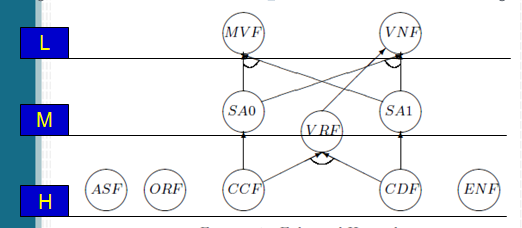 L
MVF VNF
M
SA0 VRF SA1
H
ASF ORF CCF CDF ENF